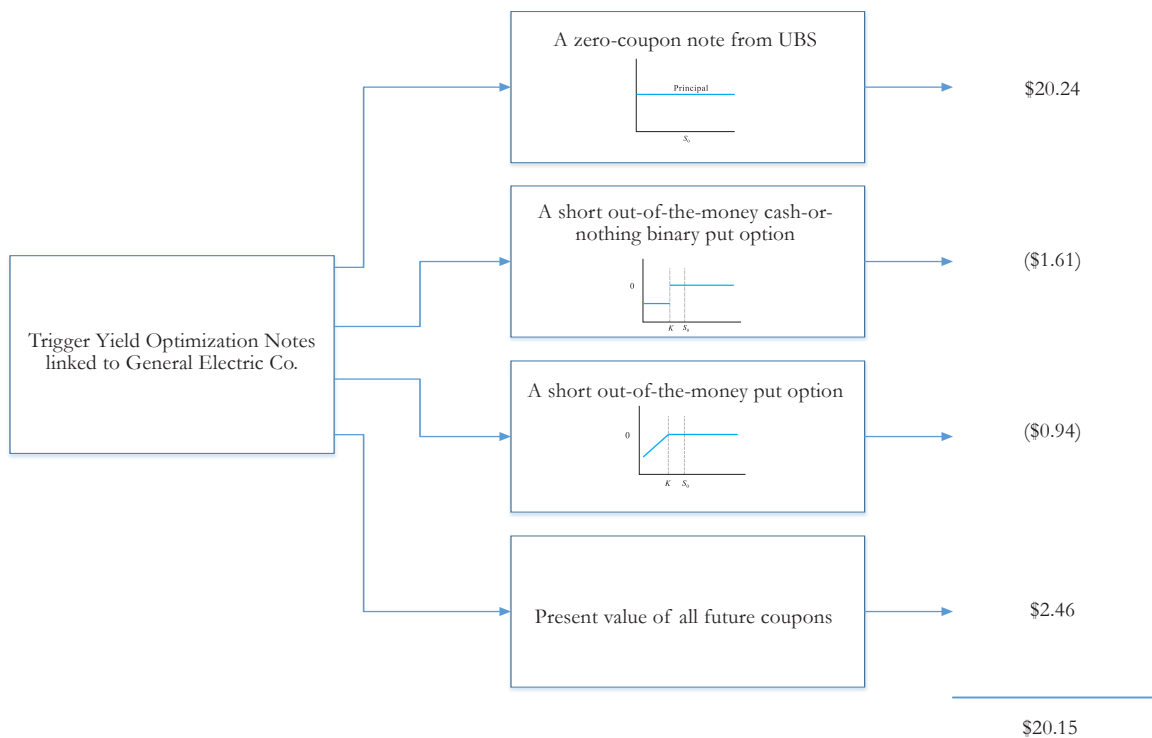 A zero-coupon note from UBS
Principal
S₀
$20.24
A short out-of-the-money cash-or-
nothing binary put option
0
K S₀
($1.61)
Trigger Yield Optimization Notes
linked to General Electric Co.
A short out-of-the-money put option
0
K S₀
($0.94)
Present value of all future coupons
$2.46
$20.15